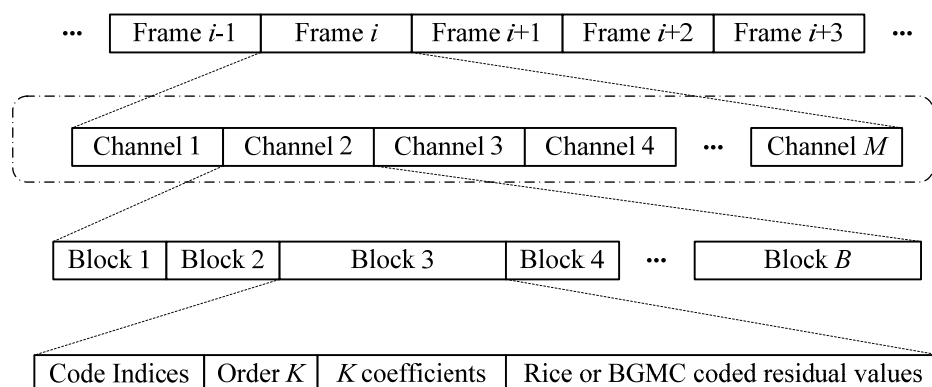 ... Frame i-1 Frame i Frame i+1 Frame i+2 Frame i+3 ...
Channel 1 Channel 2 Channel 3 Channel 4 ... Channel M
Block 1 Block 2 Block 3 Block 4 ... Block B
Code Indices Order K K coefficients Rice or BGMC coded residual values